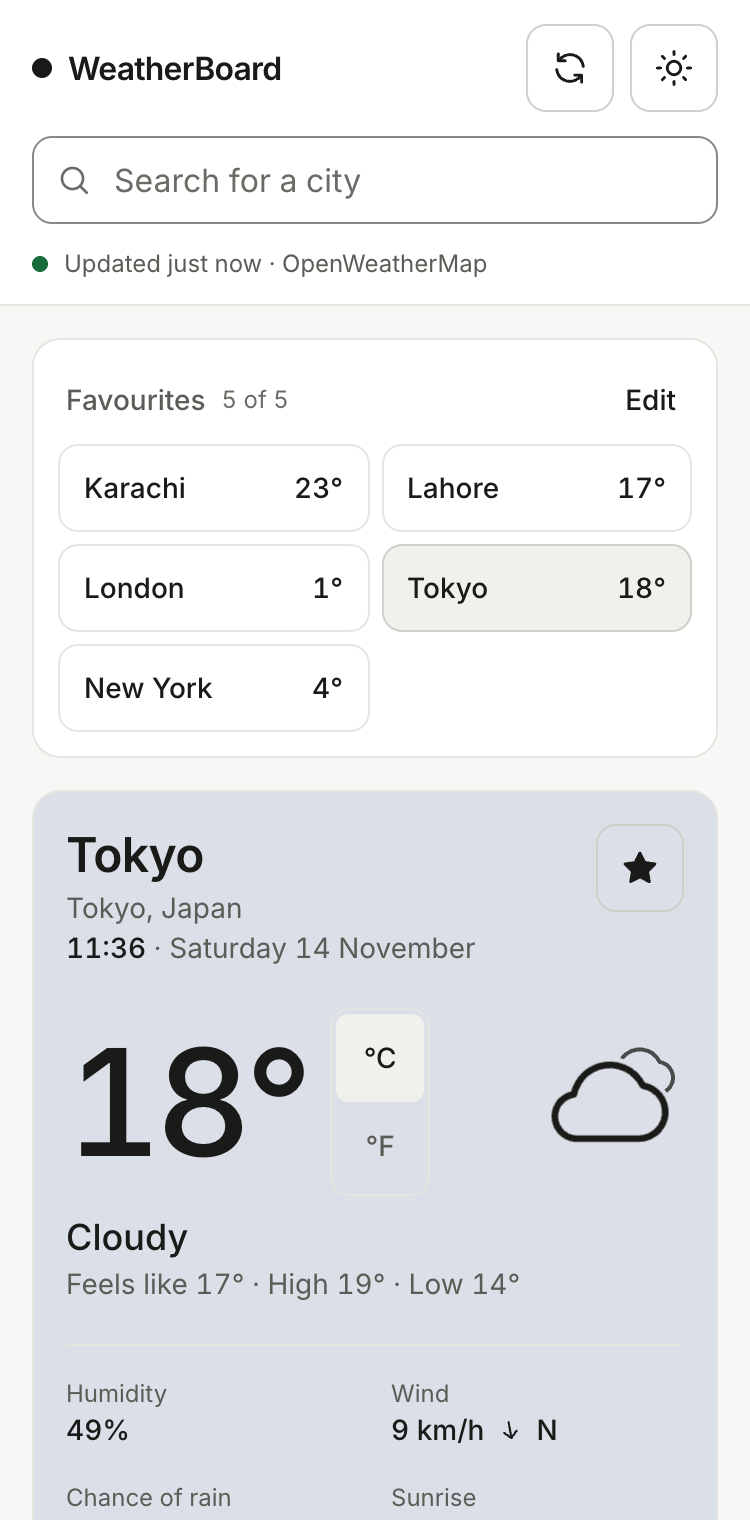 WeatherBoard
Search for a city
Updated just now · OpenWeatherMap
Favourites 5 of 5 Edit
Karachi 23° Lahore 17°
London 1° Tokyo 18°
New York 4°
Tokyo
Tokyo, Japan
11:36 · Saturday 14 November
18° °C
°F
Cloudy
Feels like 17° · High 19° · Low 14°
Humidity Wind
49% 9 km/h ↓ N
Chance of rain Sunrise